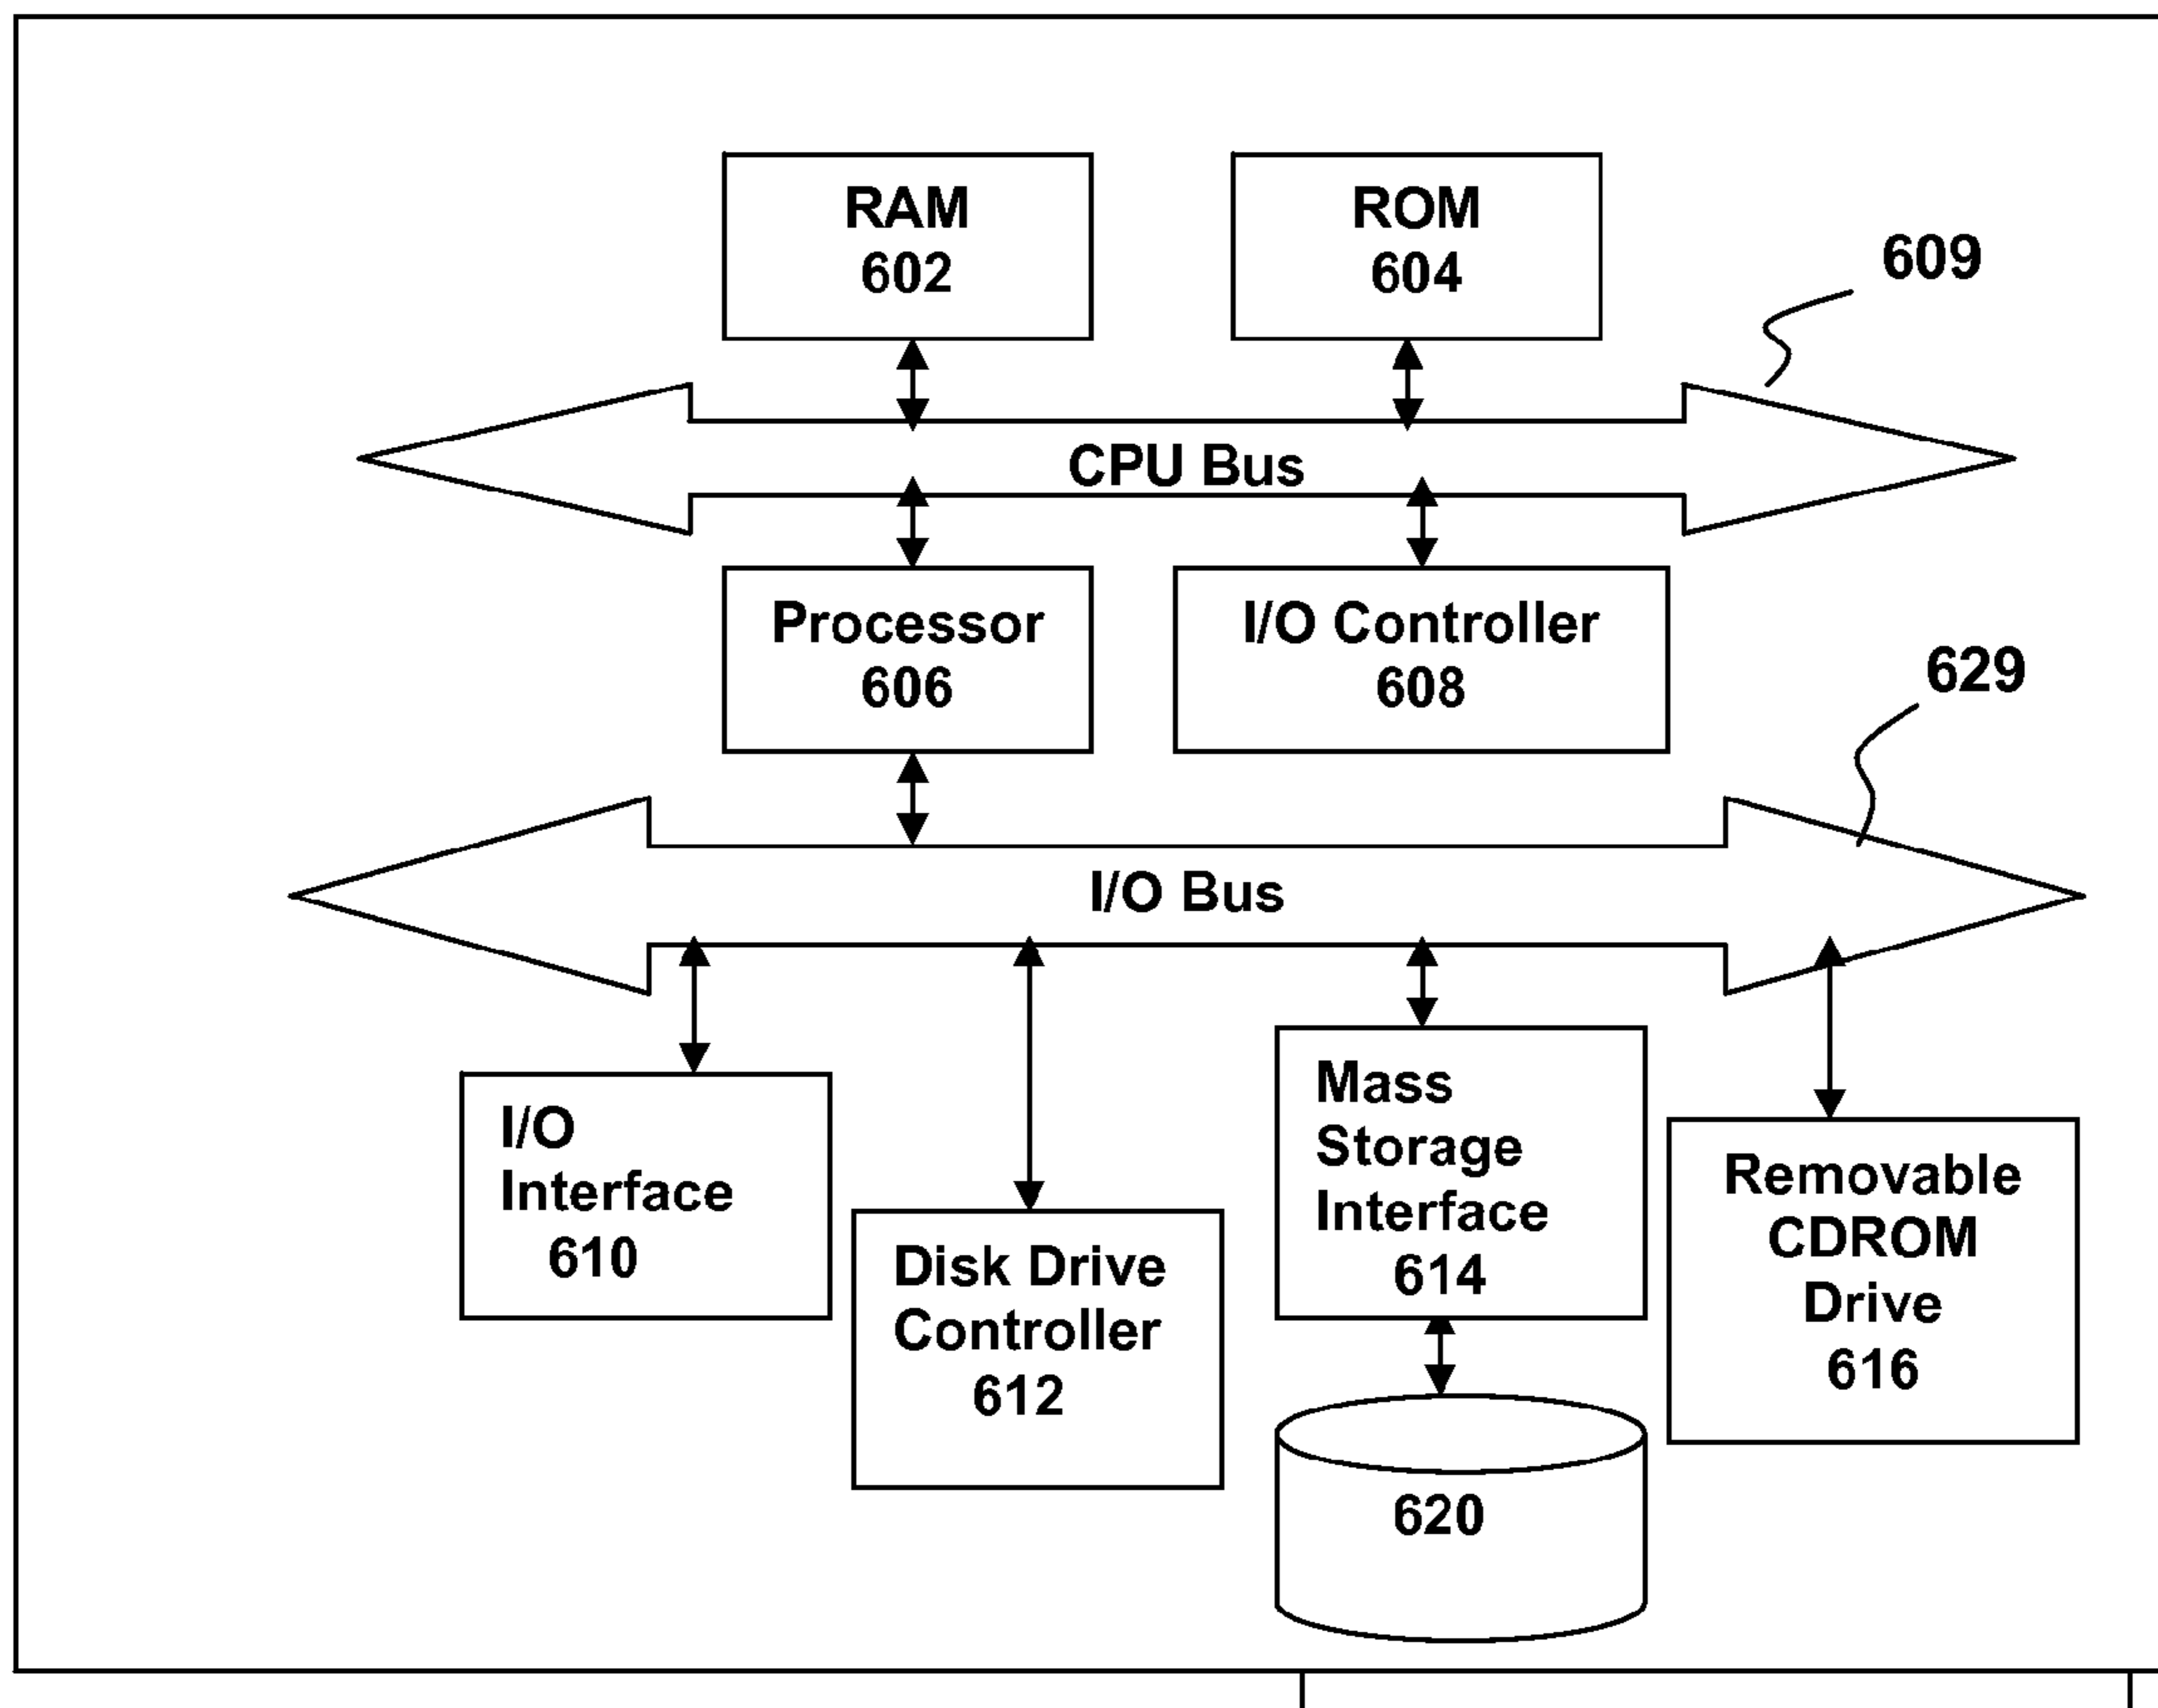 RAM
602
ROM
604
609
CPU Bus
Processor
606
I/O Controller
608
629
I/O Bus
I/O
Interface
610
Disk Drive
Controller
612
Mass
Storage
Interface
614
Removable
CDROM
Drive
616
620